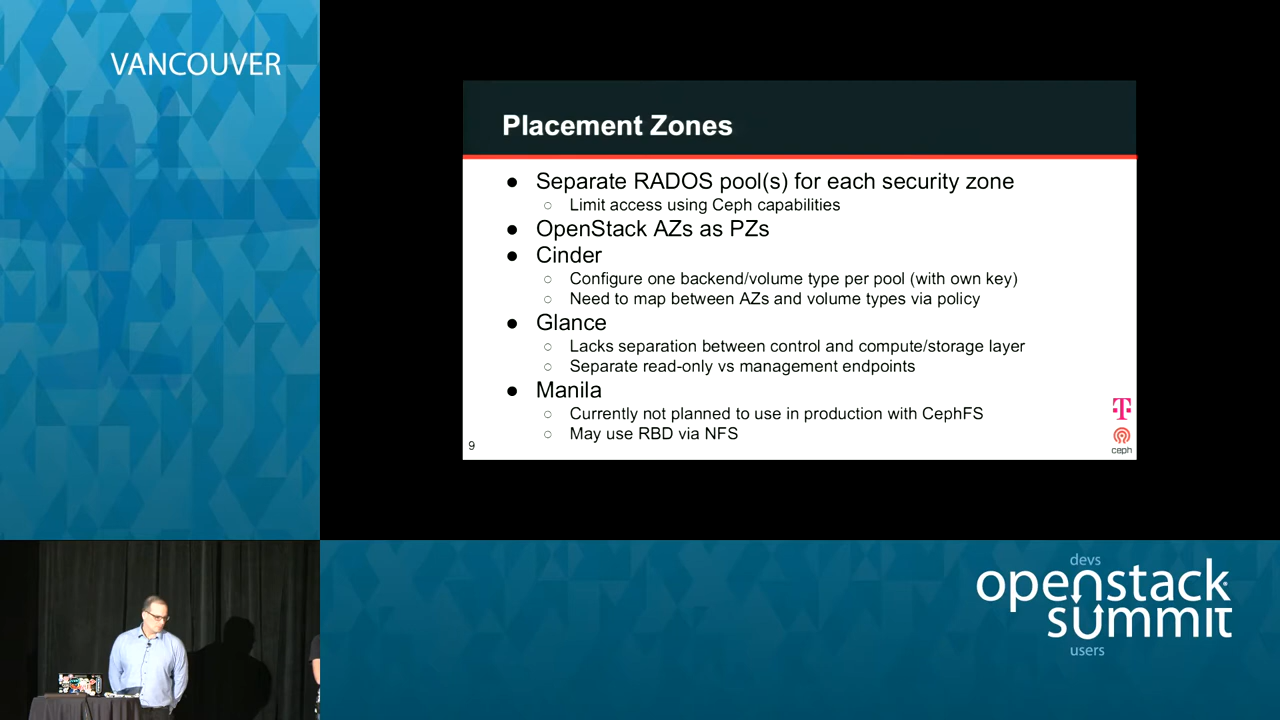 VANCOUVER
Placement Zones
● Separate RADOS pool(s) for each security zone
○ Limit access using Ceph capabilities
● OpenStack AZs as PZs
● Cinder
○ Configure one backend/volume type per pool (with own key)
○ Need to map between AZs and volume types via policy
● Glance
○ Lacks separation between control and compute/storage layer
○ Separate read-only vs management endpoints
● Manila
○ Currently not planned to use in production with CephFS
○ May use RBD via NFS
9
T
ceph
devs
openstack
summit
users